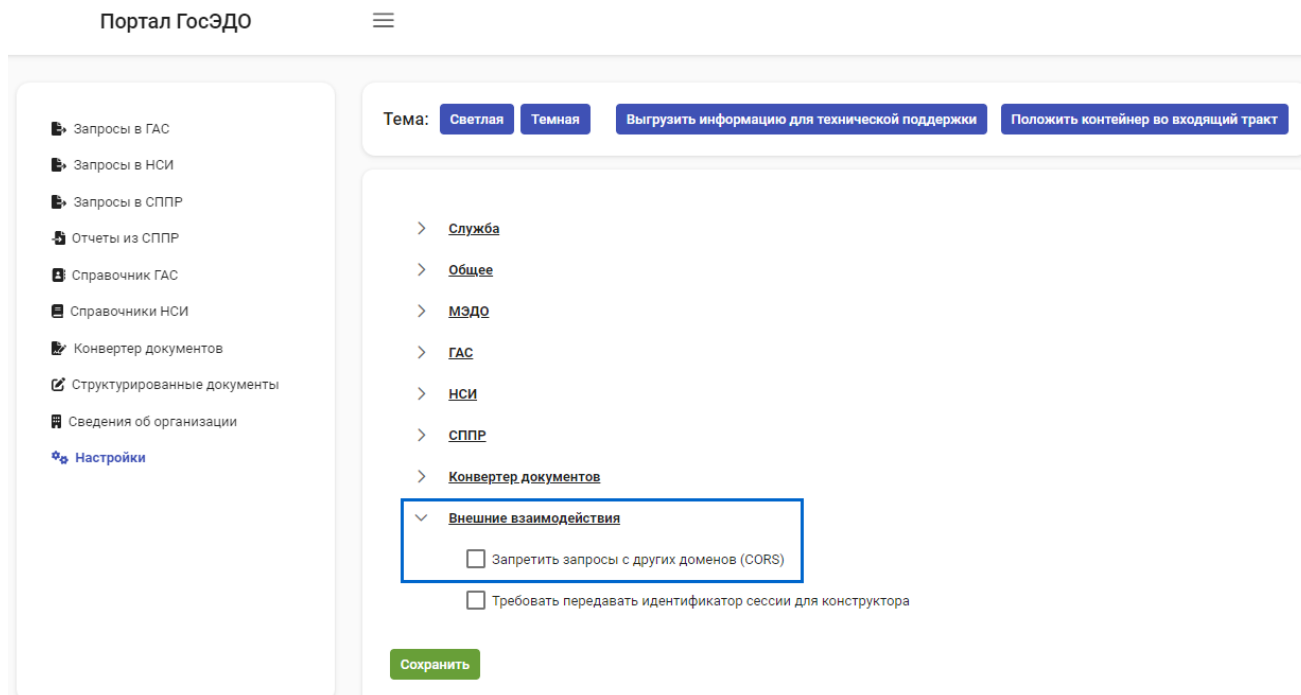 Портал ГосЭДО
Запросы в ГАС
Запросы в НСИ
Запросы в СППР
Отчеты из СППР
Справочник ГАС
Справочники НСИ
Конвертер документов
Структурированные документы
Сведения об организации
Настройки
Тема: Светлая Темная Выгрузить информацию для технической поддержки Положить контейнер во входящий тракт
Служба
Общее
МЭДО
ГАС
НСИ
СППР
Конвертер документов
Внешние взаимодействия
Запретить запросы с других доменов (CORS)
Требовать передавать идентификатор сессии для конструктора
Сохранить